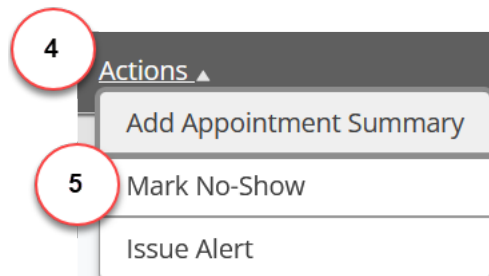 4
Actions ▲
Add Appointment Summary
5
Mark No-Show
Issue Alert